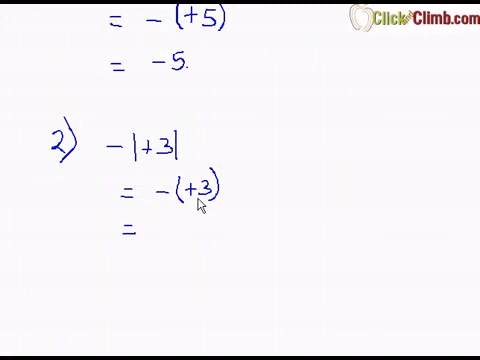 = - (+5)
Click Climb.com
= -5.
2) - |+3|
= - (+3)
=